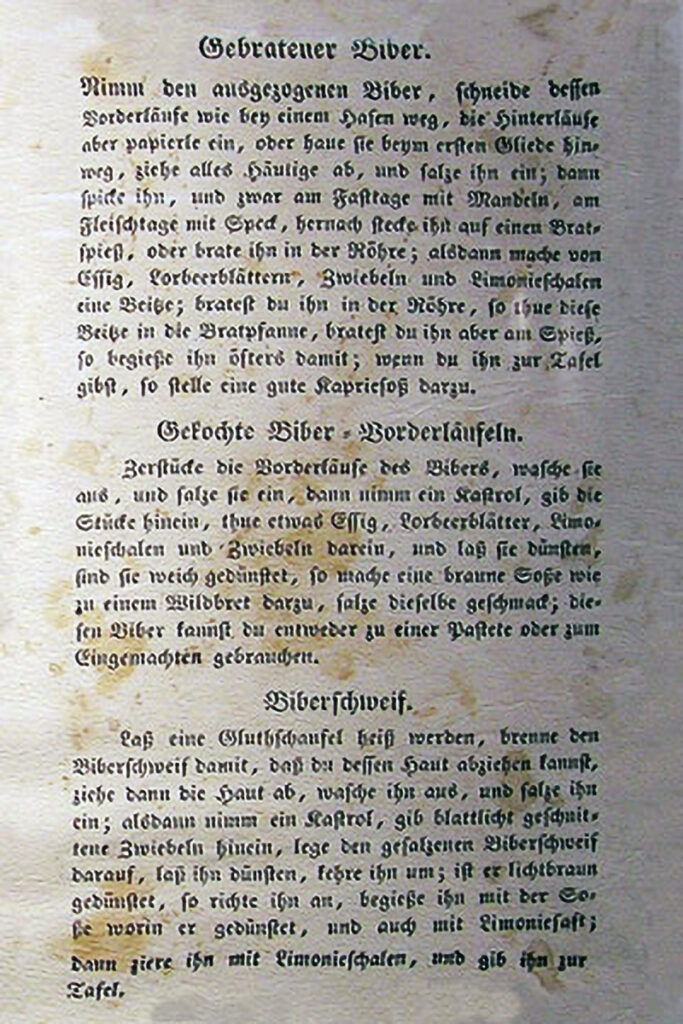 Gebratener Biber.
Nimm den ausgezogenen Biber, schneide dessen
Vorderläufe wie bey einem Hasen weg, die Hinterläufe
aber papierle ein, oder haue sie beym ersten Gliede hin-
weg, ziehe alles Häutige ab, und salze ihn ein; dann
spicke ihn, und zwar am Fasttage mit Mandeln, am
Fleischtage mit Speck, hernach stecke ihn auf einen Brat-
spieß, oder brate ihn in der Röhre; alsdann mache von
Essig, Lorbeerblättern, Zwiebeln und Limonieschalen
eine Beitze; bratest du ihn in der Röhre, so thue diese
Beitze in die Bratpfanne, bratest du ihn aber am Spieß,
so begieße ihn öfters damit; wenn du ihn zur Tafel
gibst, so stelle eine gute Kapriesoß darzu.
Gekochte Biber-Vorderläufeln.
Zerstücke die Vorderläufe des Bibers, wasche sie
aus, und salze sie ein, dann nimm ein Kastrol, gib die
Stücke hinein, thue etwas Essig, Lorbeerblätter, Limo-
nieschalen und Zwiebeln darein, und laß sie dünsten,
sind sie weich gedünstet, so mache eine braune Soße wie
zu einem Wildbret darzu, salze dieselbe geschmack; die-
sen Biber kannst du entweder zu einer Pastete oder zum
Eingemachten gebrauchen.
Biberschweif.
Laß eine Gluthschaufel heiß werden, brenne den
Biberschweif damit, daß du dessen Haut abziehen kannst,
ziehe dann die Haut ab, wasche ihn aus, und salze ihn
ein; alsdann nimm ein Kastrol, gib blattlicht geschnit-
tene Zwiebeln hinein, lege den gesalzenen Biberschweif
darauf, laß ihn dünsten, kehre ihn um; ist er lichtbraun
gedünstet, so richte ihn an, begieße ihn mit der So-
ße worin er gedünstet, und auch mit Limoniesaft;
dann ziere ihn mit Limonieschalen, und gib ihn zur
Tafel.